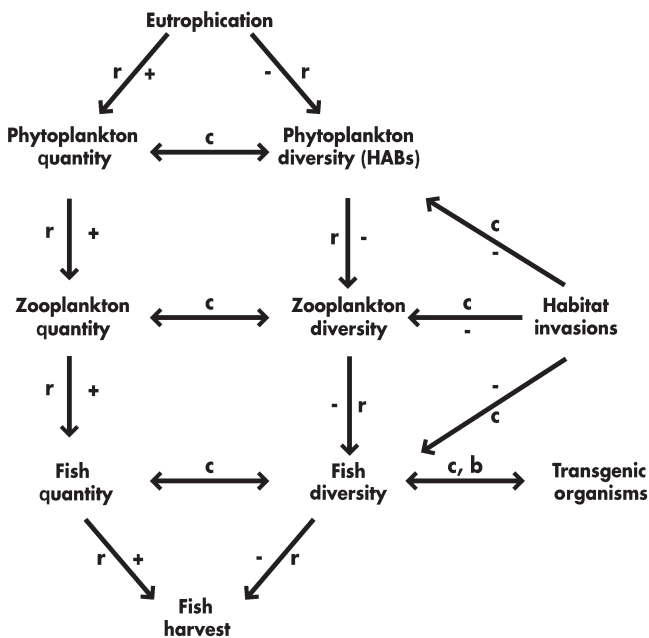 Eutrophication
r + - r
Phytoplankton c Phytoplankton
quantity diversity (HABs)
r + r - c
-
Zooplankton c Zooplankton c Habitat
quantity diversity - invasions
r + - r -
c
Fish c Fish c, b Transgenic
quantity diversity organisms
r + - r
Fish
harvest